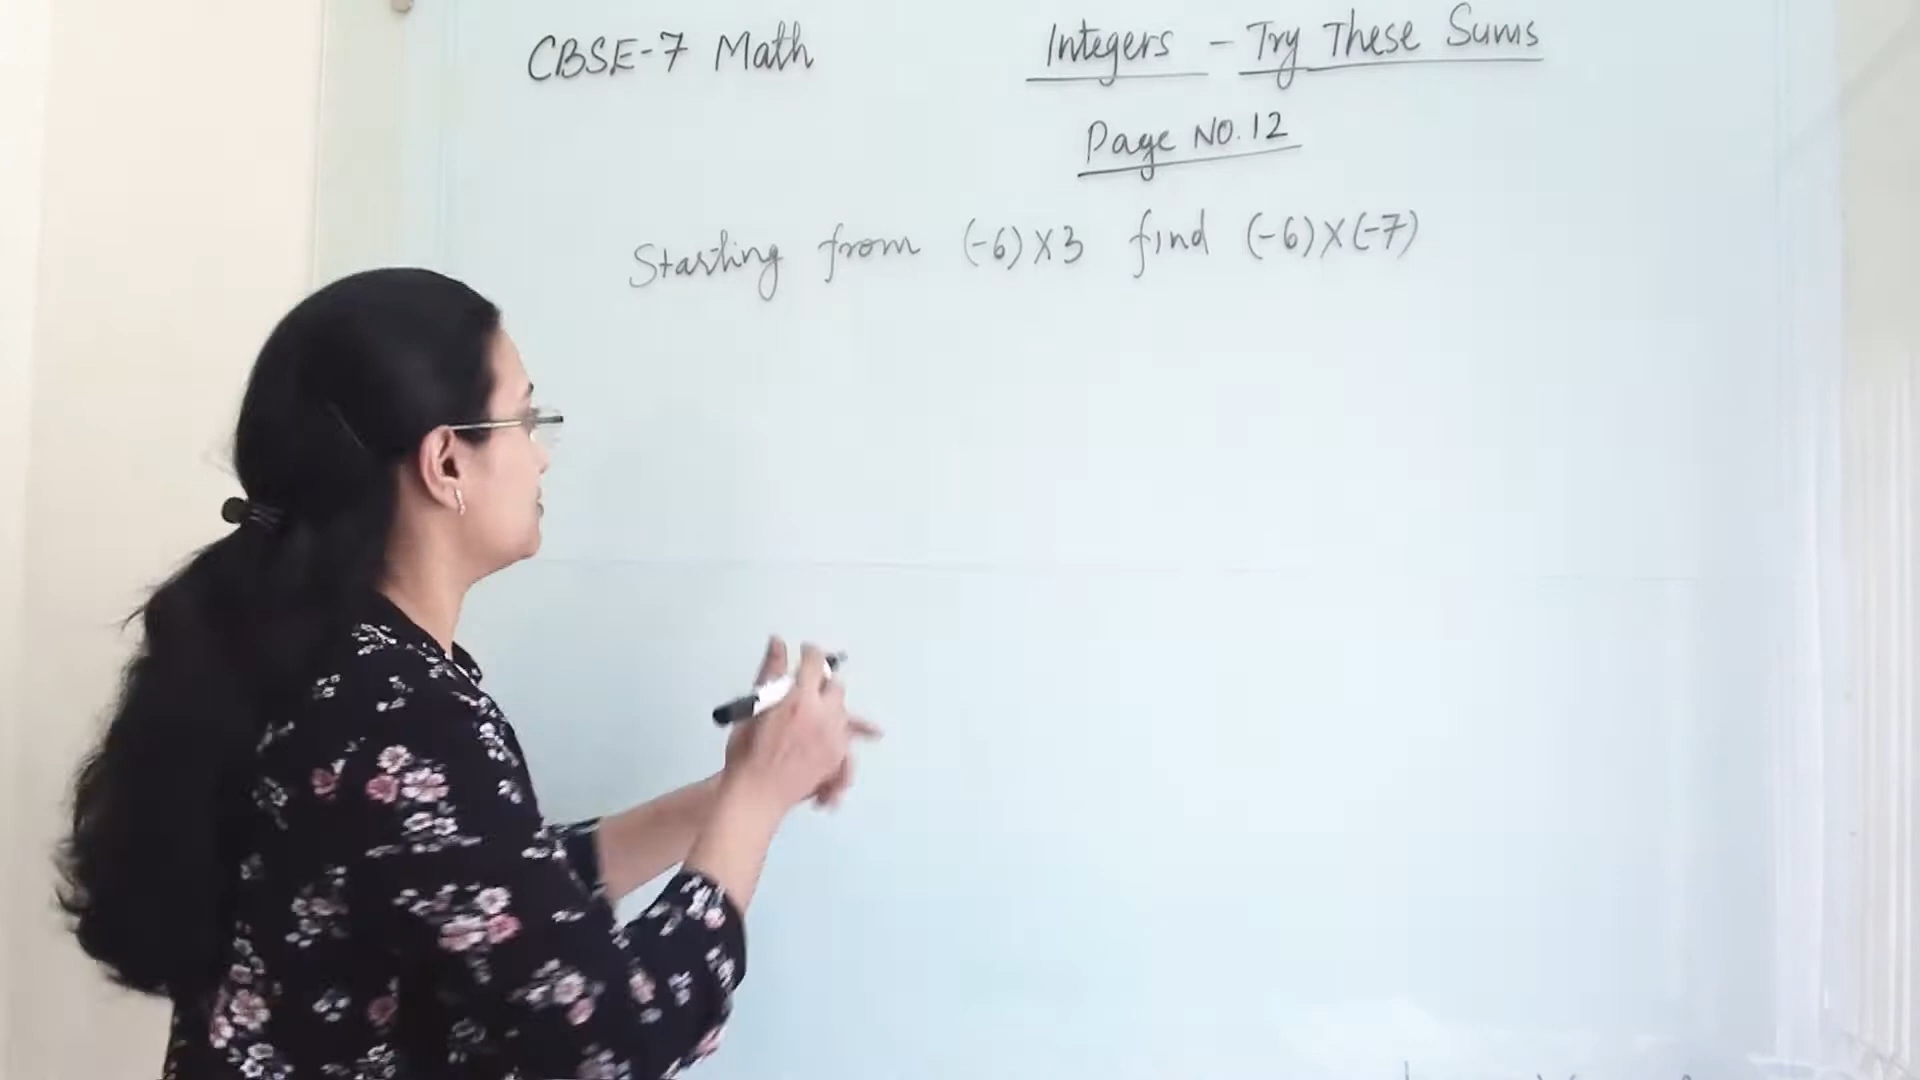 CBSE-7 Math
Integers - Try These Sums
Page NO.12
Starting from (-6)X3 find (-6)X(-7)